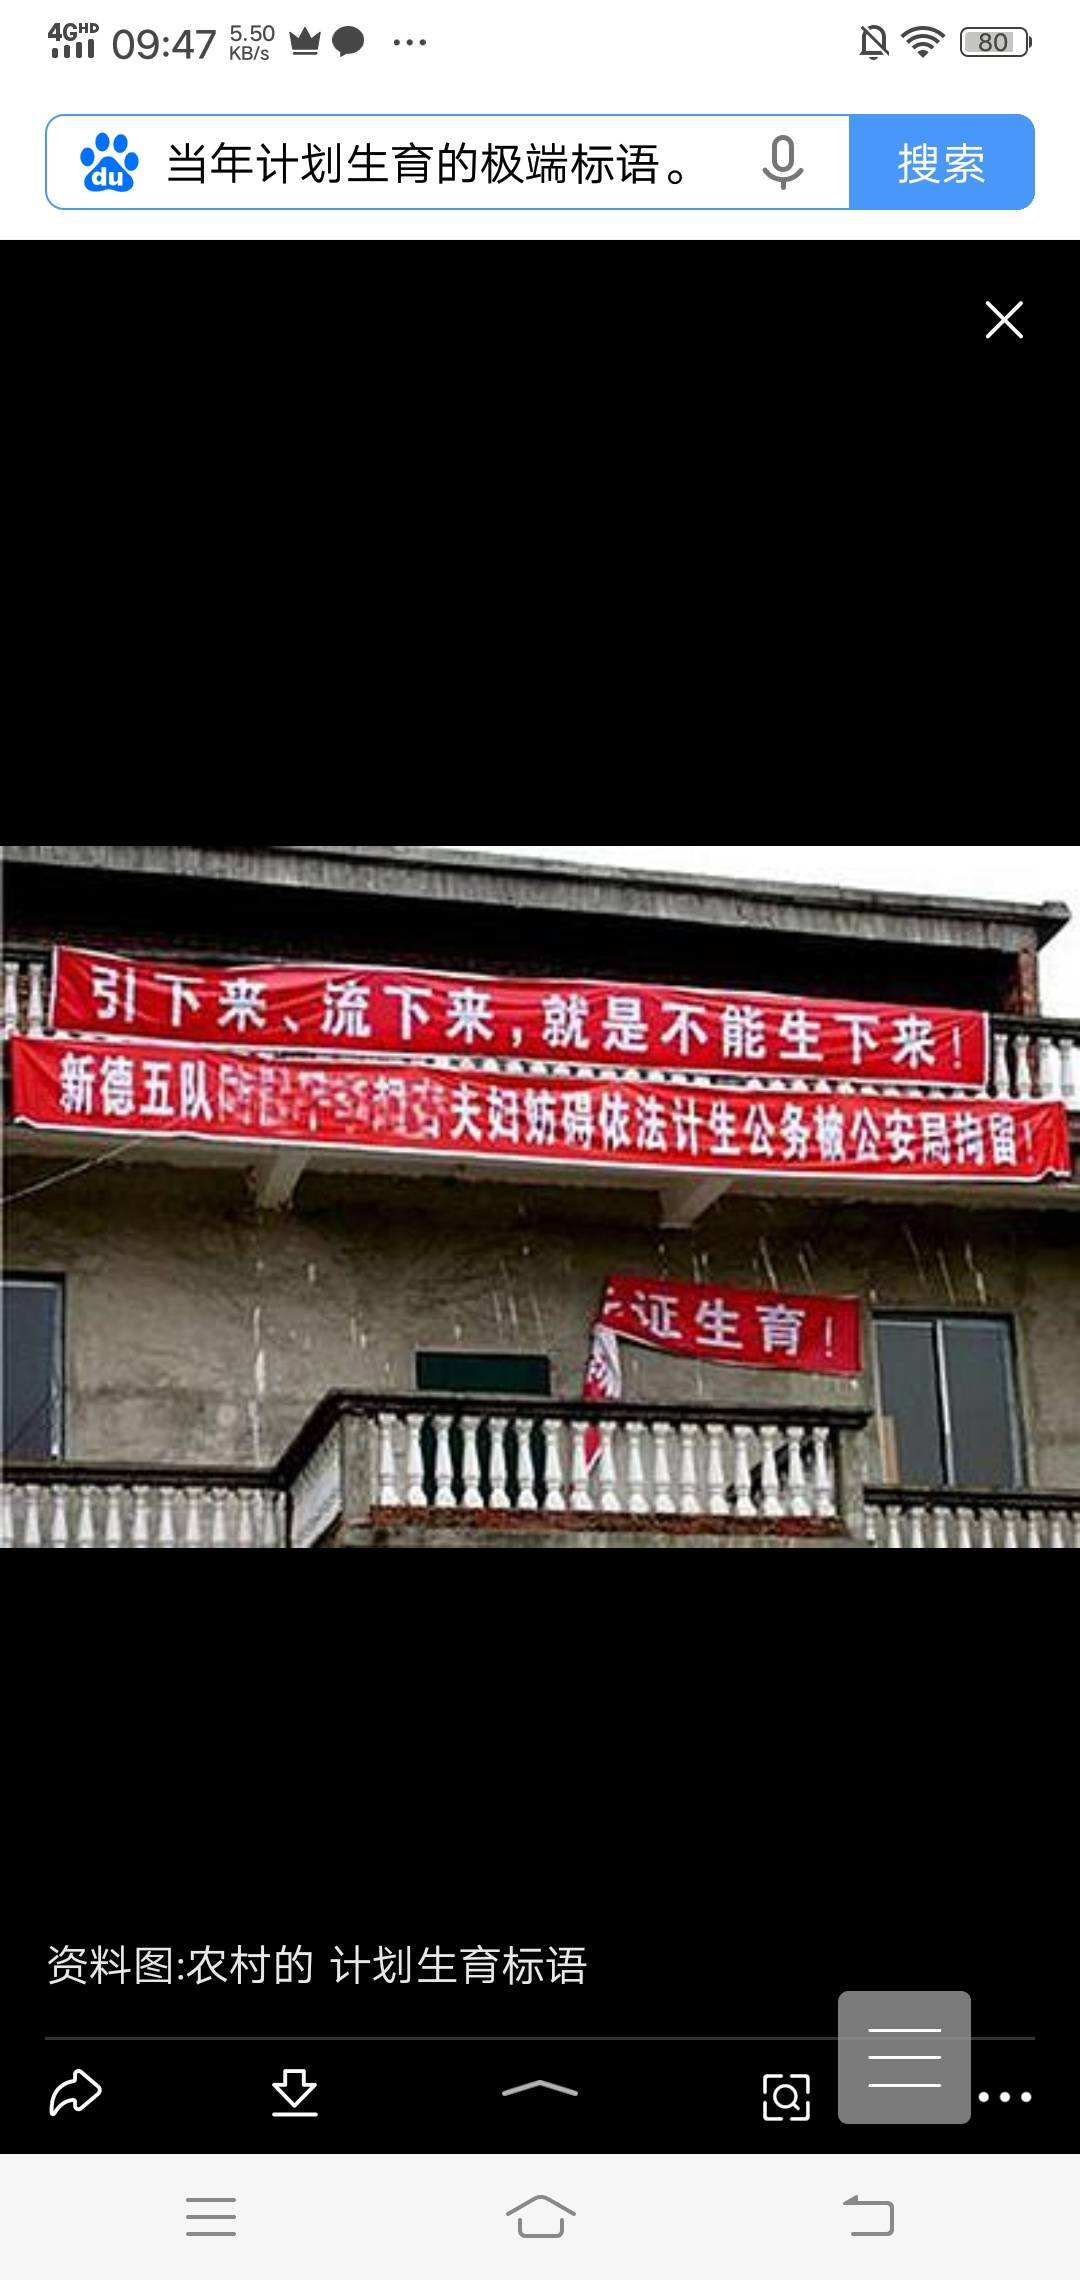 4G HD 09:47 5.50 KB/s 80
du 当年计划生育的极端标语。 搜索
引下来、流下来,就是不能生下来!
新德五队 夫妇妨碍依法计生公务被公安局拘留!
证生育!
资料图:农村的 计划生育标语